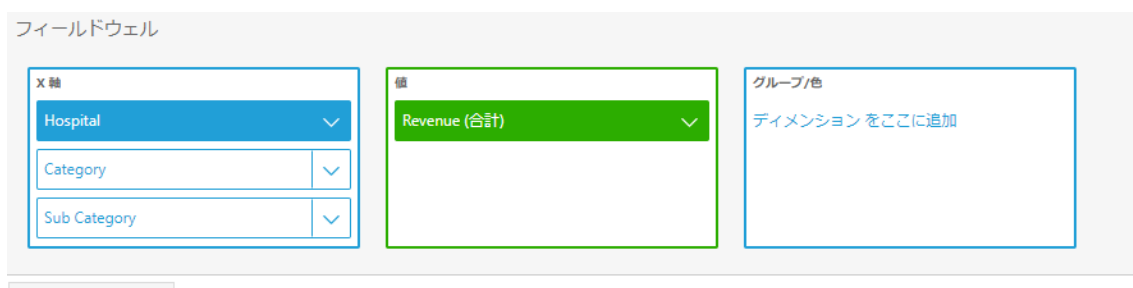 フィールドウェル
X 軸
Hospital
Category
Sub Category
値
Revenue (合計)
グループ/色
ディメンション をここに追加